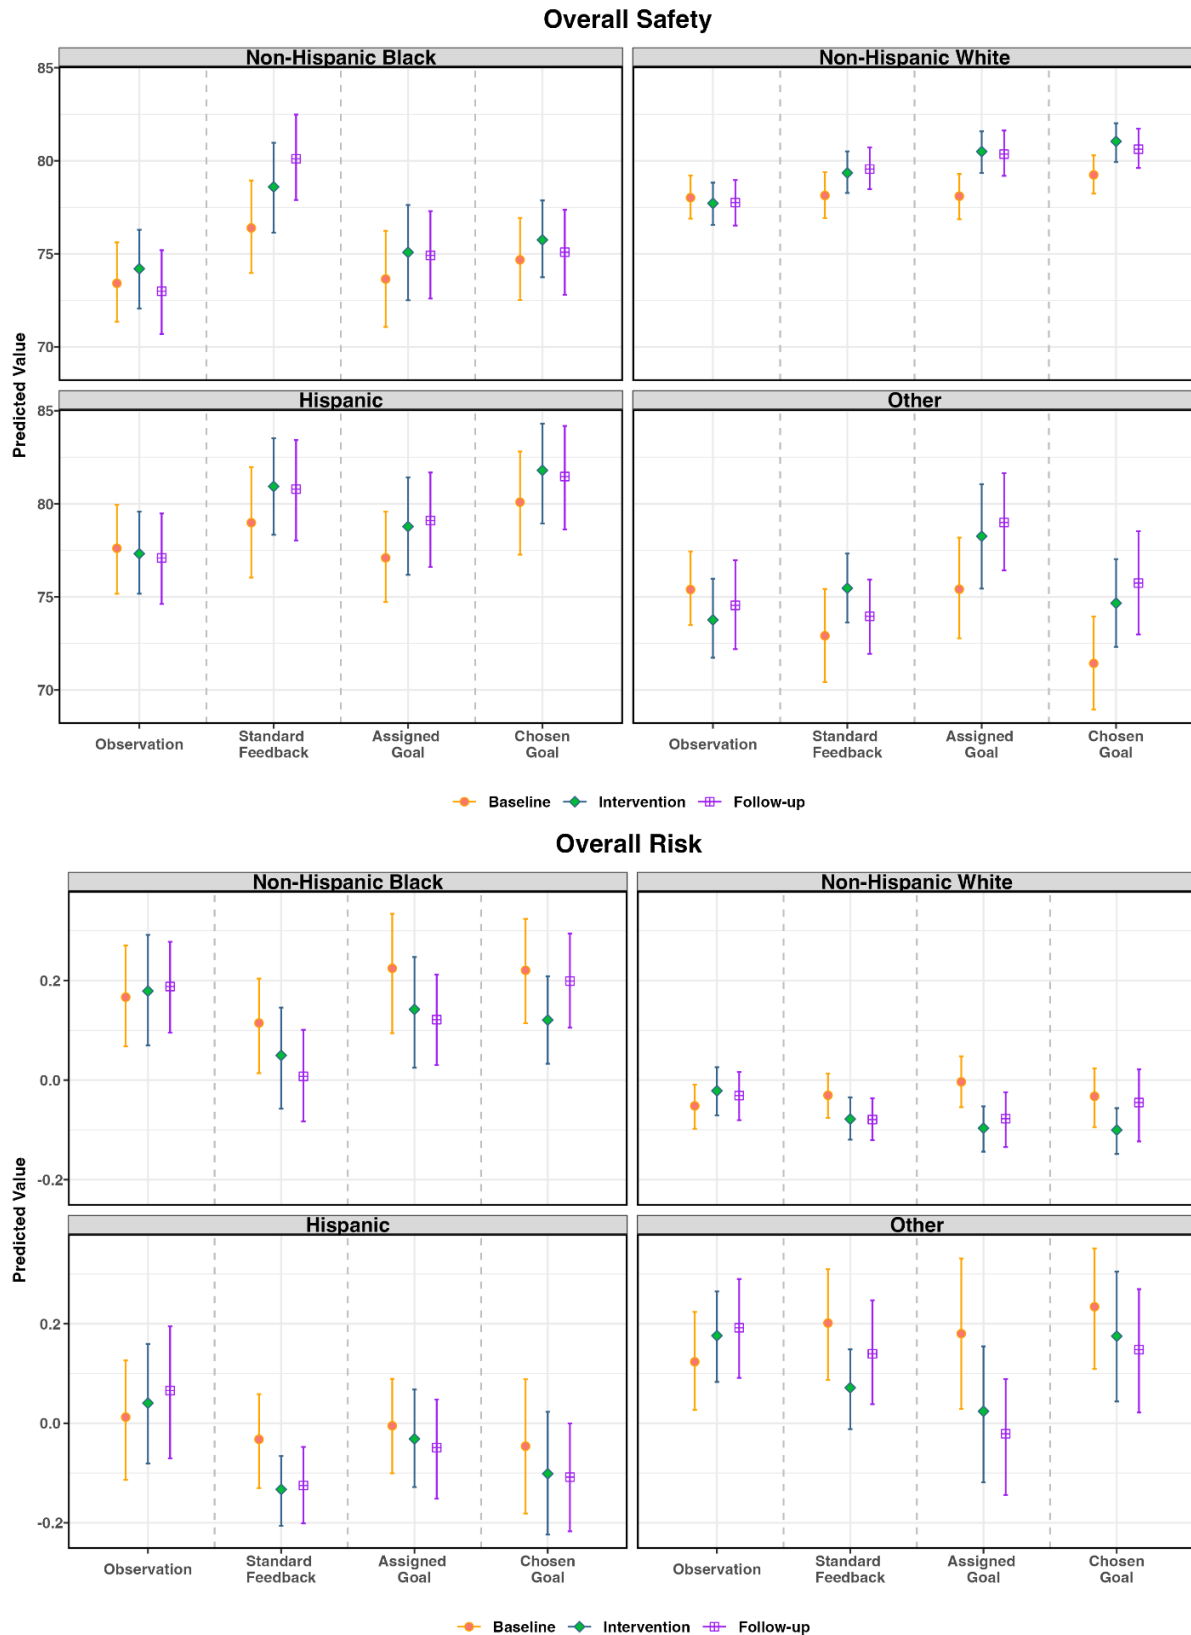 Overall Safety
Non-Hispanic Black
Non-Hispanic White
85
80
75
70
Predicted Value
Hispanic
Other
85
80
75
70
Observation
Standard
Feedback
Assigned
Goal
Chosen
Goal
Observation
Standard
Feedback
Assigned
Goal
Chosen
Goal
Baseline Intervention Follow-up
Overall Risk
Non-Hispanic Black
Non-Hispanic White
0.2
0.0
-0.2
Predicted Value
Hispanic
Other
0.2
0.0
-0.2
Observation
Standard
Feedback
Assigned
Goal
Chosen
Goal
Observation
Standard
Feedback
Assigned
Goal
Chosen
Goal
Baseline Intervention Follow-up